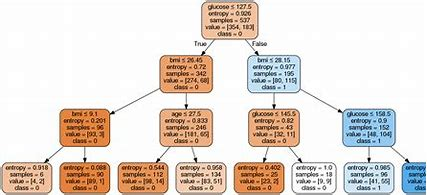 glucose ≤ 127.5
entropy = 0.926
samples = 537
value = [354, 183]
class = 0
True
False
bmi ≤ 26.45
entropy = 0.72
samples = 342
value = [274, 68]
class = 0
bmi ≤ 28.15
entropy = 0.977
samples = 195
value = [80, 115]
class = 1
bmi ≤ 9.1
entropy = 0.201
samples = 96
value = [93, 3]
class = 0
age ≤ 27.5
entropy = 0.833
samples = 246
value = [181, 65]
class = 0
glucose ≤ 145.5
entropy = 0.82
samples = 43
value = [32, 11]
class = 0
glucose ≤ 158.5
entropy = 0.9
samples = 152
value = [48, 104]
class = 1
entropy = 0.918
samples = 6
value = [4, 2]
class = 0
entropy = 0.088
samples = 90
value = [89, 1]
class = 0
entropy = 0.544
samples = 112
value = [98, 14]
class = 0
entropy = 0.958
samples = 134
value = [83, 51]
class = 0
entropy = 0.402
samples = 25
value = [23, 2]
class = 0
entropy = 1.0
samples = 18
value = [9, 9]
class = 0
entropy = 0.985
samples = 96
value = [41, 55]
class = 1